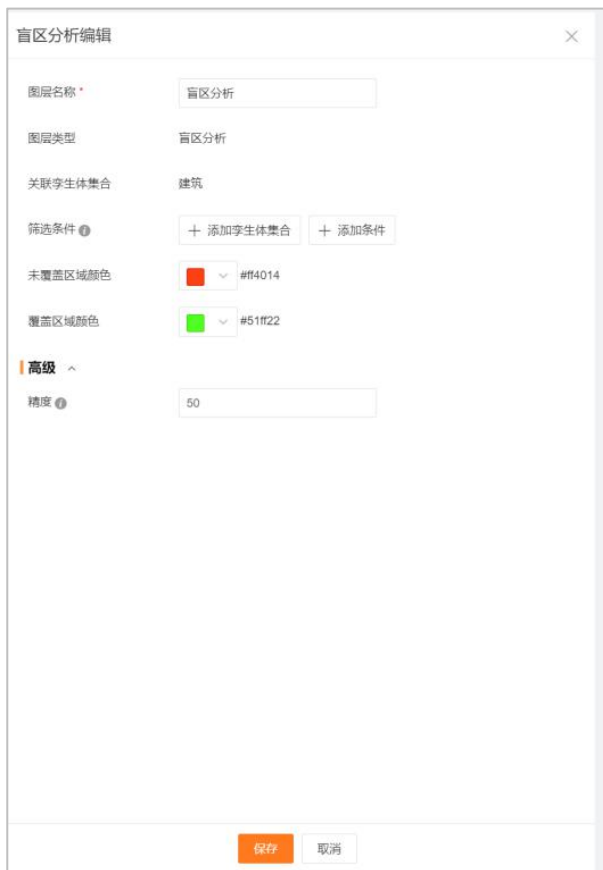 盲区分析编辑
图层名称 *
盲区分析
图层类型
盲区分析
关联孪生体集合
建筑
筛选条件
+ 添加孪生体集合
+ 添加条件
未覆盖区域颜色
#ff4014
覆盖区域颜色
#51ff22
高级
精度
50
保存
取消